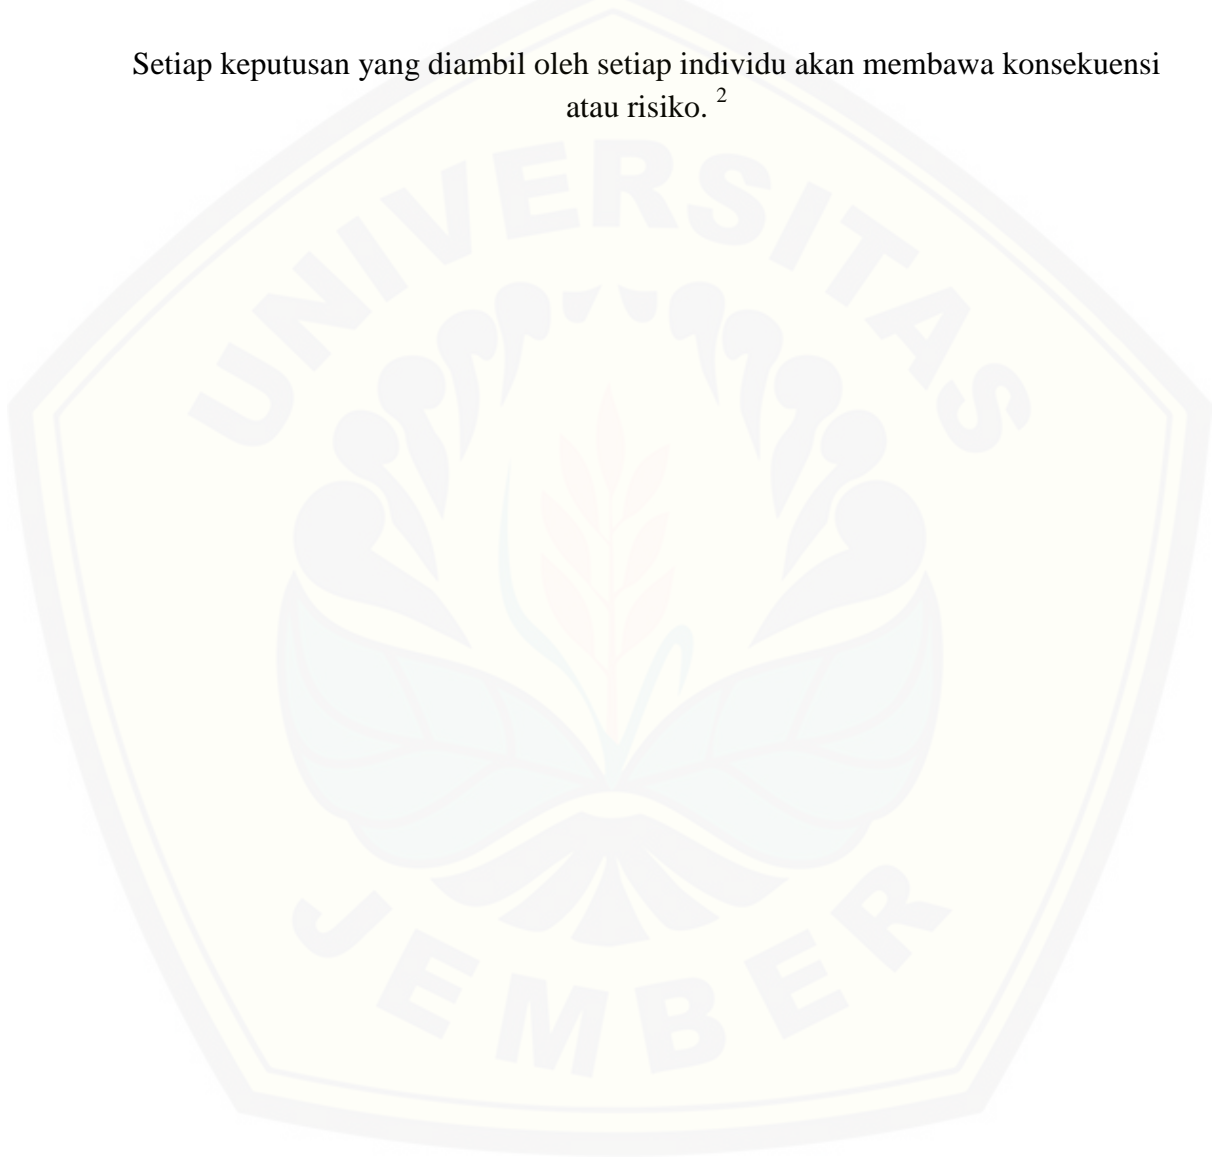 Setiap keputusan yang diambil oleh setiap individu akan membawa konsekuensi
atau risiko. ²
UNIVERSITAS
JEMBER